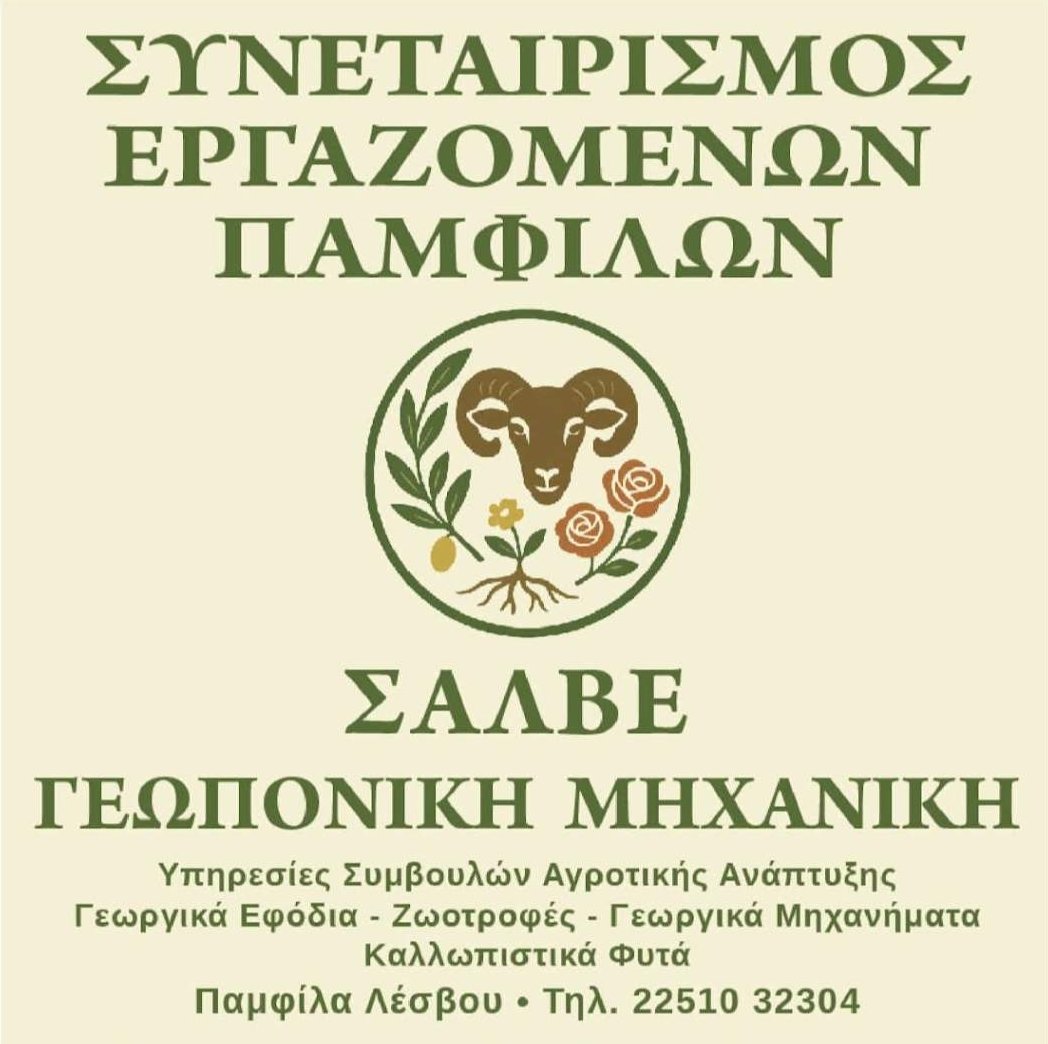 ΣΥΝΕΤΑΙΡΙΣΜΟΣ
ΕΡΓΑΖΟΜΕΝΩΝ
ΠΑΜΦΙΛΩΝ
ΣΑΛΒΕ
ΓΕΩΠΟΝΙΚΗ ΜΗΧΑΝΙΚΗ
Υπηρεσίες Συμβουλών Αγροτικής Ανάπτυξης
Γεωργικά Εφόδια - Ζωοτροφές - Γεωργικά Μηχανήματα
Καλλωπιστικά Φυτά
Παμφίλα Λέσβου • Τηλ. 22510 32304